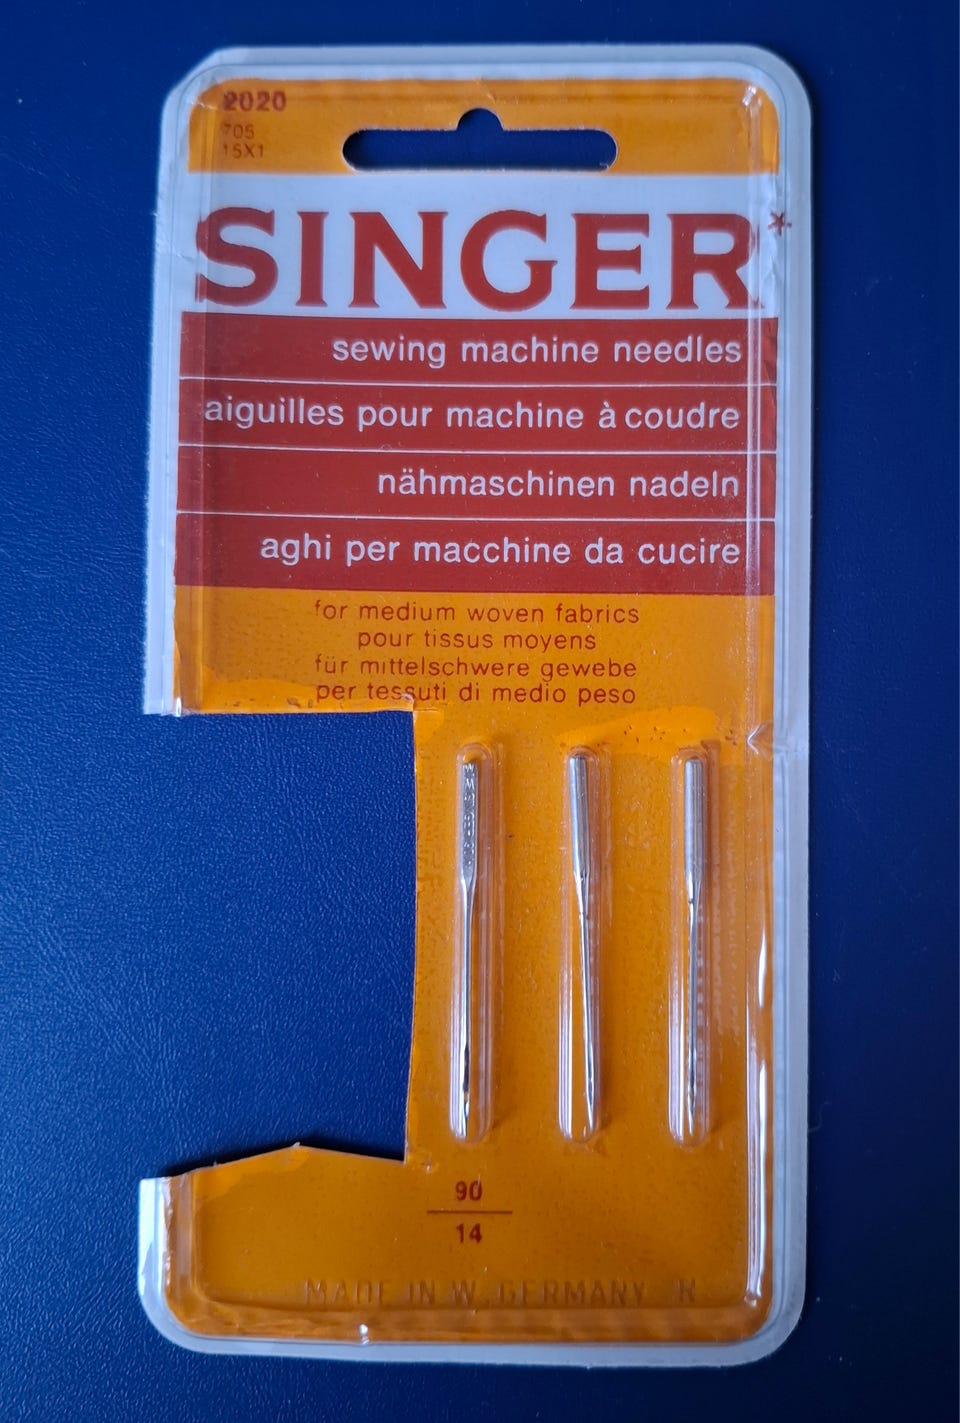 2020
705
15X1
SINGER*
sewing machine needles
aiguilles pour machine à coudre
nähmaschinen nadeln
aghi per macchine da cucire
for medium woven fabrics
pour tissus moyens
für mittelschwere gewebe
per tessuti di medio peso
90
14
MADE IN W. GERMANY R